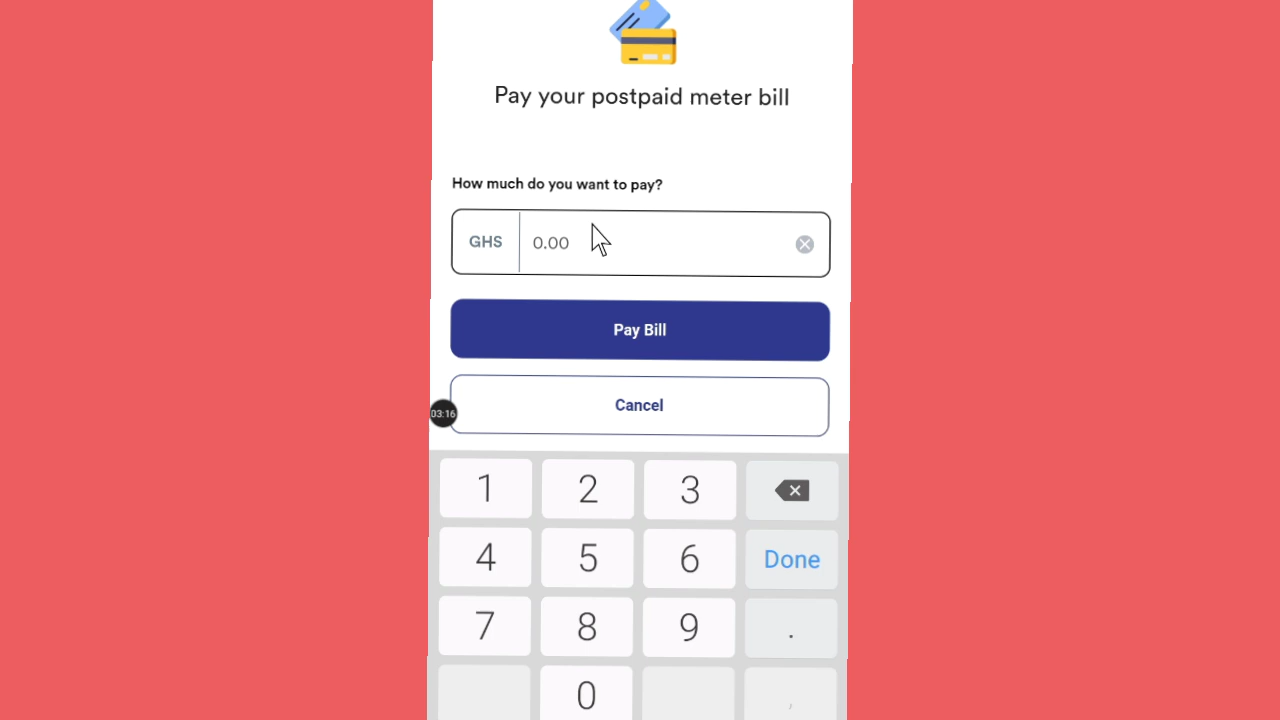 Pay your postpaid meter bill
How much do you want to pay?
GHS 0.00
Pay Bill
Cancel
03:16
1 2 3
4 5 6 Done
7 8 9 .
0 ,